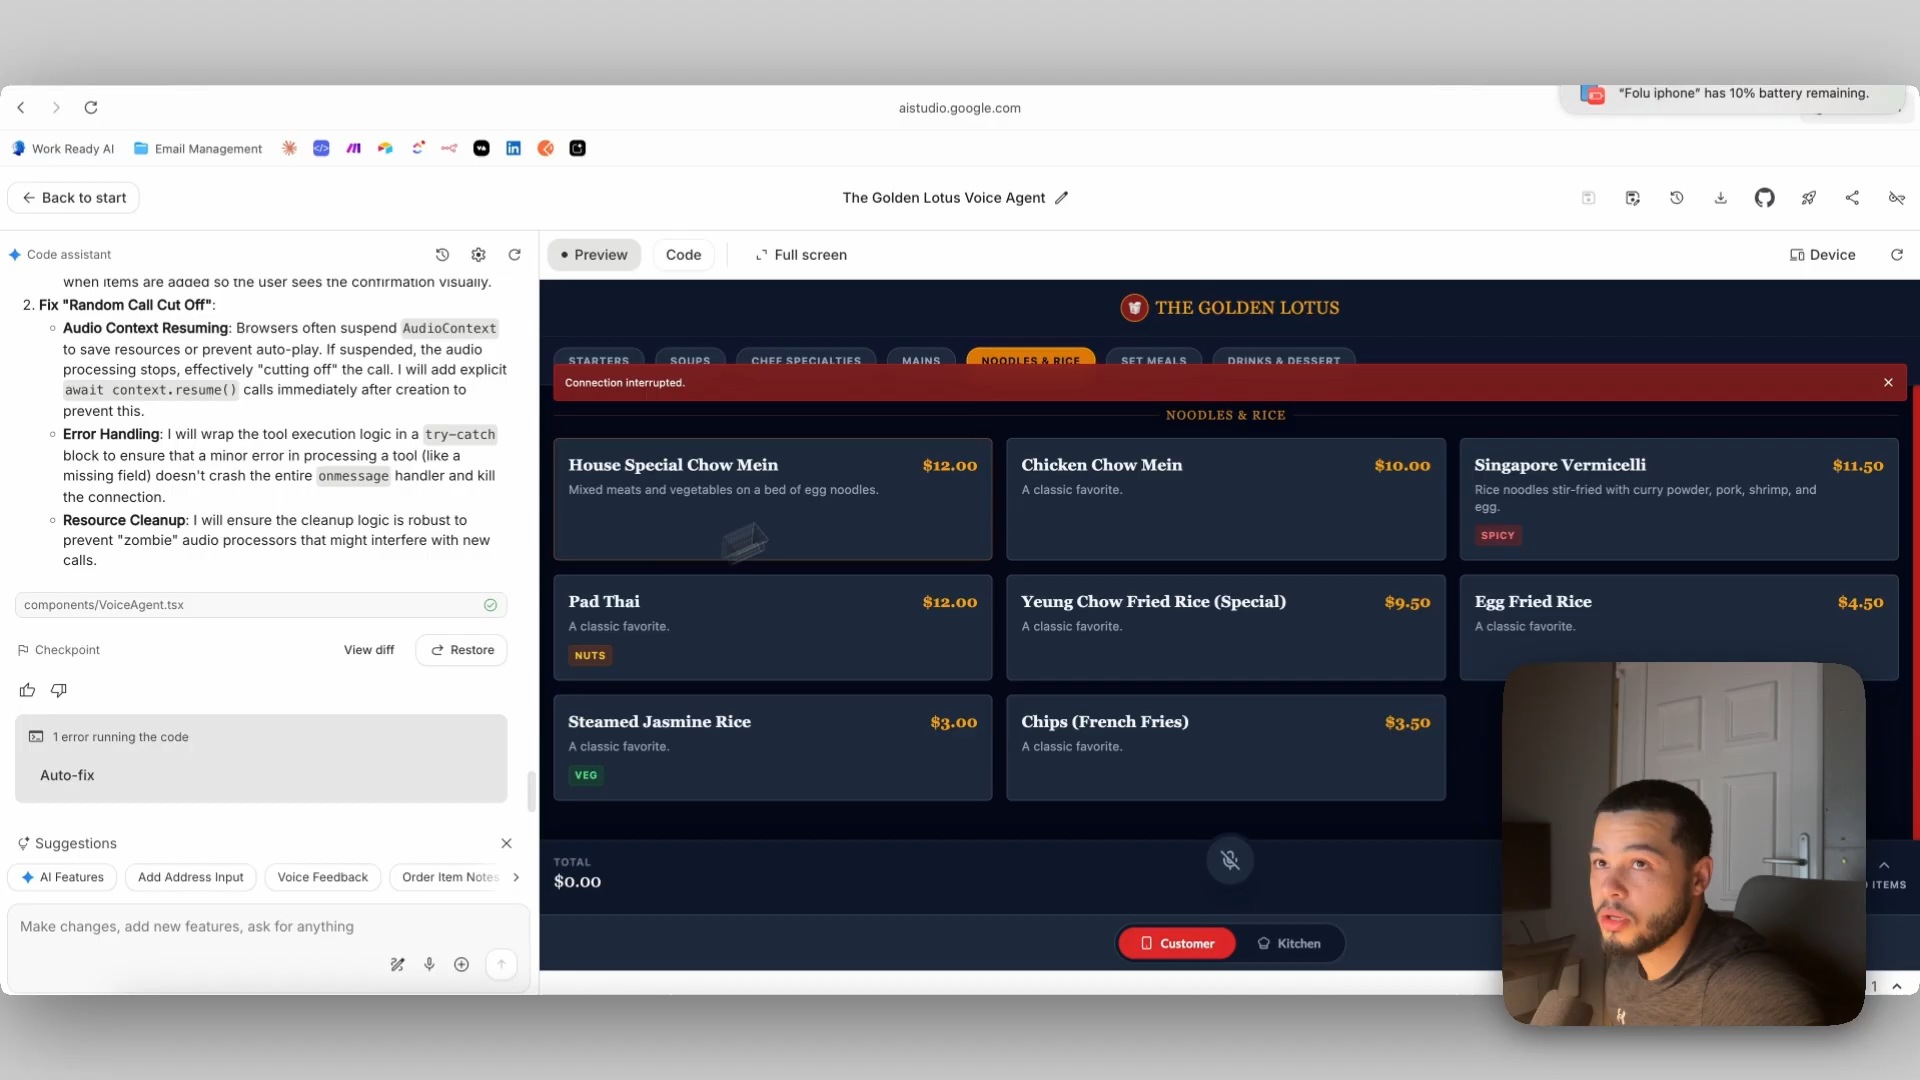 aistudio.google.com
“Folu iphone” has 10% battery remaining.
Work Ready AI
Email Management
Back to start
The Golden Lotus Voice Agent
Code assistant
Preview
Code
Full screen
Device
when items are added so the user sees the confirmation visually.
2. Fix "Random Call Cut Off":
Audio Context Resuming: Browsers often suspend AudioContext
to save resources or prevent auto-play. If suspended, the audio
processing stops, effectively "cutting off" the call. I will add explicit
await context.resume() calls immediately after creation to
prevent this.
Error Handling: I will wrap the tool execution logic in a try-catch
block to ensure that a minor error in processing a tool (like a
missing field) doesn't crash the entire onmessage handler and kill
the connection.
Resource Cleanup: I will ensure the cleanup logic is robust to
prevent "zombie" audio processors that might interfere with new
calls.
components/VoiceAgent.tsx
Checkpoint
View diff
Restore
1 error running the code
Auto-fix
Suggestions
AI Features
Add Address Input
Voice Feedback
Order Item Notes
Make changes, add new features, ask for anything
THE GOLDEN LOTUS
STARTERS
SOUPS
CHEF SPECIALTIES
MAINS
NOODLES & RICE
SET MEALS
DRINKS & DESSERT
Connection interrupted.
NOODLES & RICE
House Special Chow Mein
$12.00
Mixed meats and vegetables on a bed of egg noodles.
Chicken Chow Mein
$10.00
A classic favorite.
Singapore Vermicelli
$11.50
Rice noodles stir-fried with curry powder, pork, shrimp, and
egg.
SPICY
Pad Thai
$12.00
A classic favorite.
NUTS
Yeung Chow Fried Rice (Special)
$9.50
A classic favorite.
Egg Fried Rice
$4.50
A classic favorite.
Steamed Jasmine Rice
$3.00
A classic favorite.
VEG
Chips (French Fries)
$3.50
A classic favorite.
TOTAL
$0.00
ITEMS
Customer
Kitchen
1